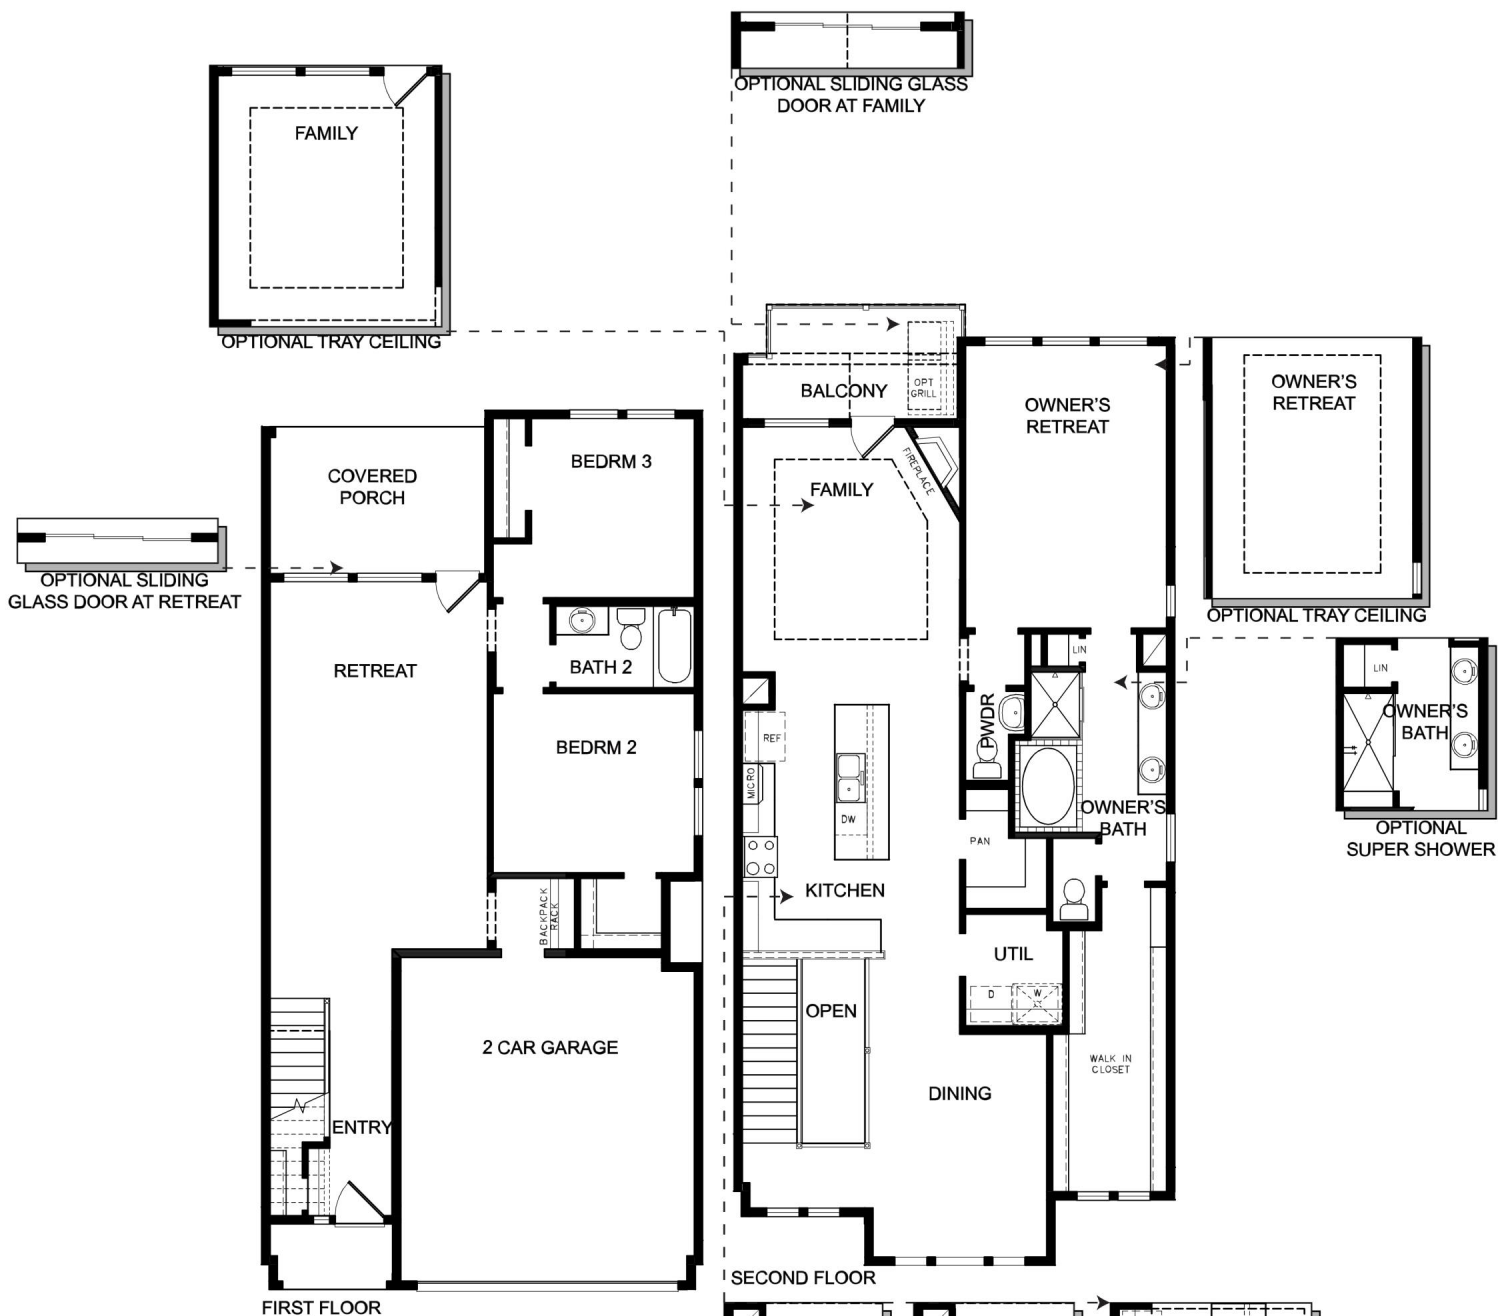 OPTIONAL SLIDING GLASS
DOOR AT FAMILY
FAMILY
OPTIONAL TRAY CEILING
COVERED
PORCH
BEDRM 3
OPTIONAL SLIDING
GLASS DOOR AT RETREAT
RETREAT
BATH 2
BEDRM 2
BACKPACK
RACK
2 CAR GARAGE
ENTRY
FIRST FLOOR
BALCONY
OPT
GRILL
FIREPLACE
FAMILY
OWNER'S
RETREAT
LIN
PWDR
REF
MICRO
DW
OWNER'S
BATH
PAN
KITCHEN
UTIL
D
W
OPEN
WALK IN
CLOSET
DINING
SECOND FLOOR
OWNER'S
RETREAT
OPTIONAL TRAY CEILING
LIN
OWNER'S
BATH
OPTIONAL
SUPER SHOWER